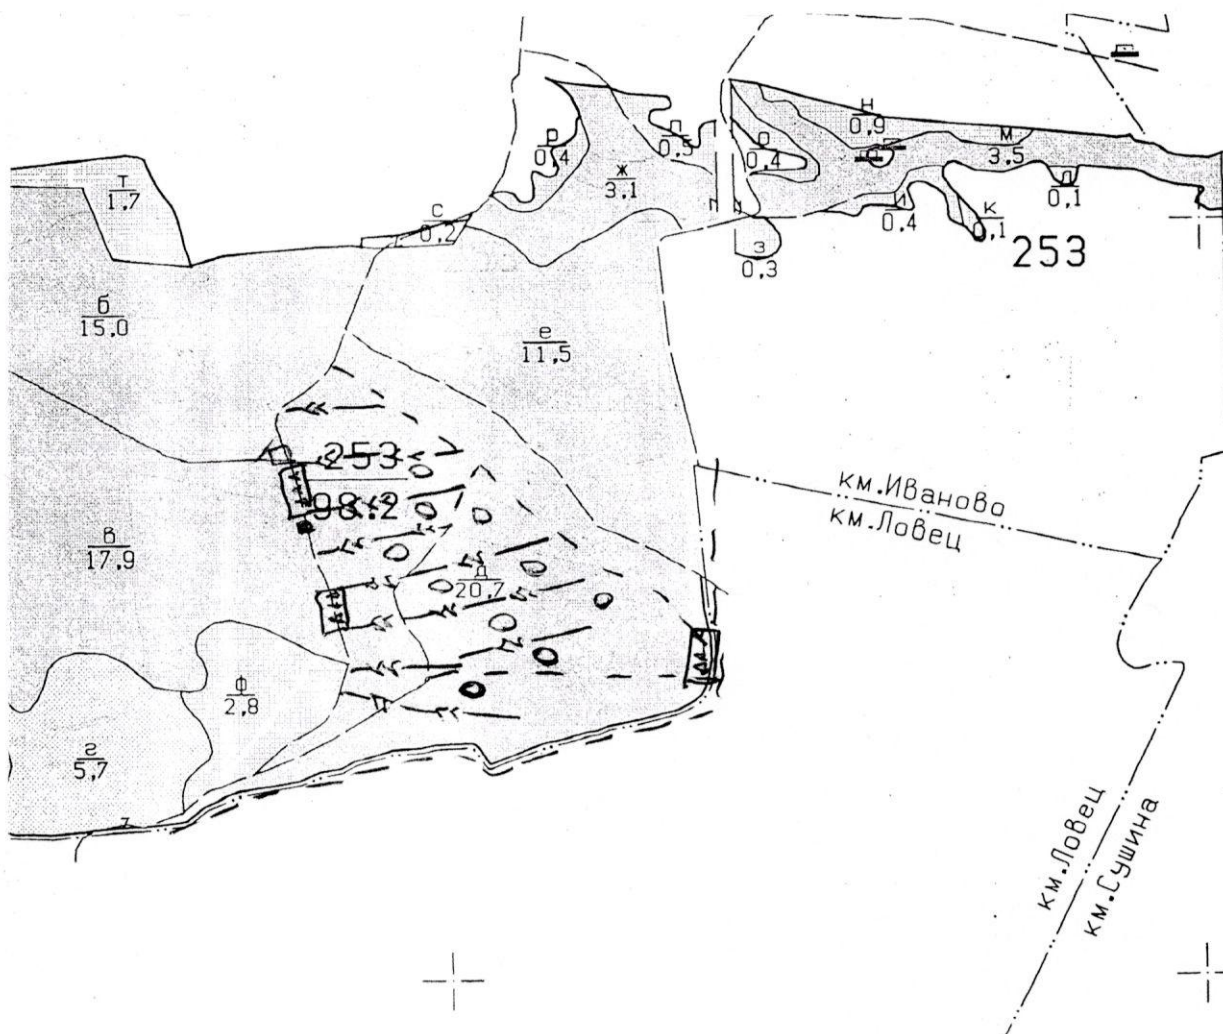 Н
0,9
М
3,5
Р
0,4
П
0,5
О
0,4
Ж
3,1
Т
1,7
С
0,2
И
0,4
К
0,1
Л
0,1
253
З
0,3
б
15,0
е
11,5
253
98.2
км.Иваново
км.Ловец
в
17,9
д
20,7
ф
2,8
г
5,7
км.Ловец
км.Сушина